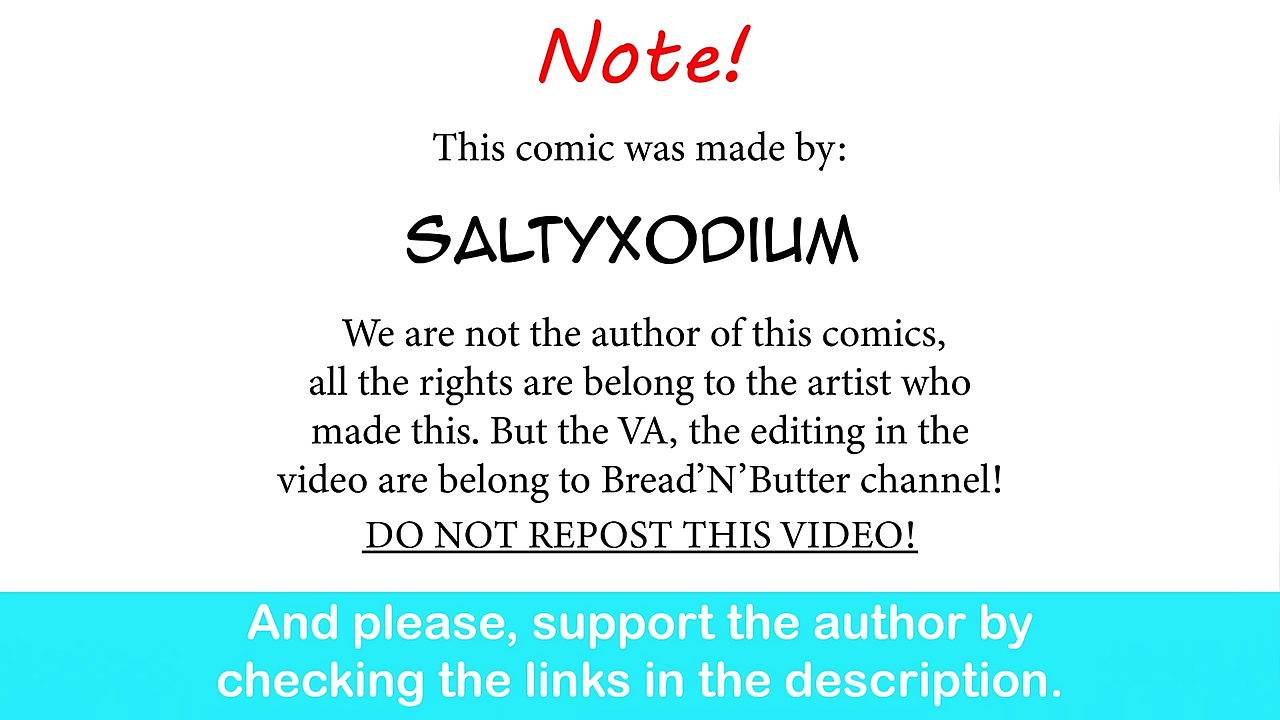 Note!
This comic was made by:
SALTYXODIUM
We are not the author of this comics,
all the rights are belong to the artist who
made this. But the VA, the editing in the
video are belong to Bread’N’Butter channel!
DO NOT REPOST THIS VIDEO!
And please, support the author by
checking the links in the description.